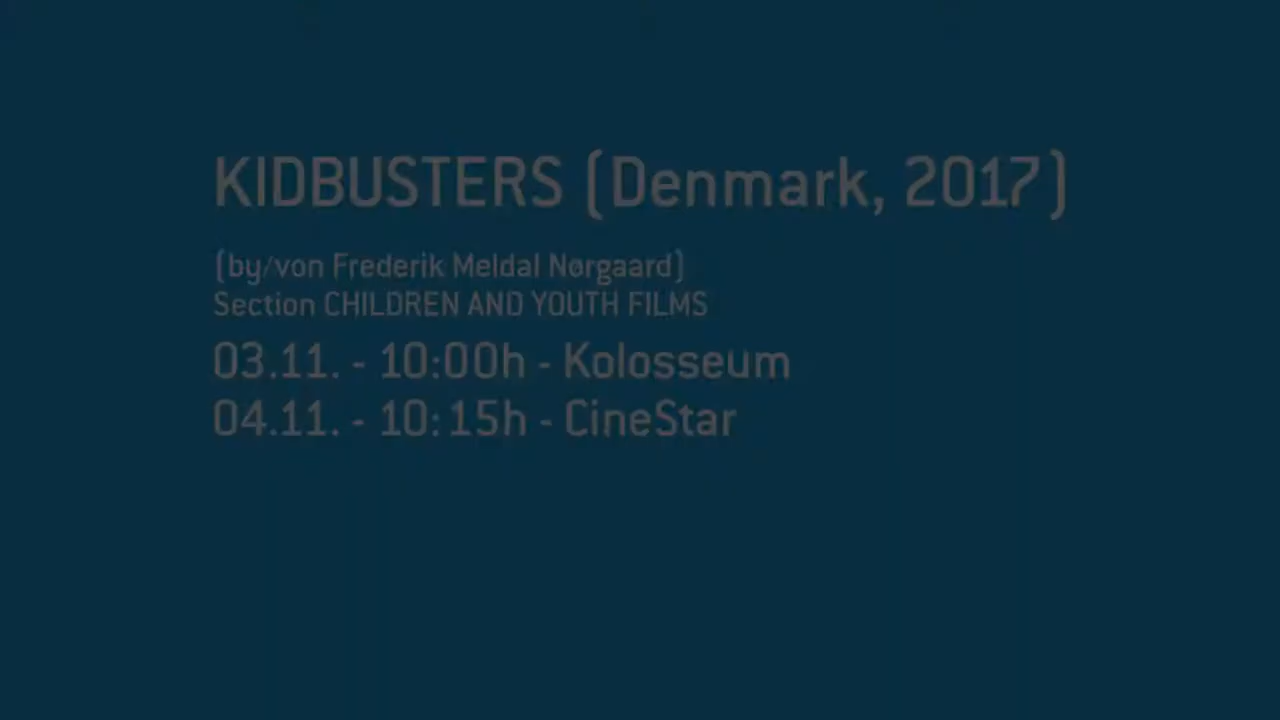 KIDBUSTERS (Denmark, 2017)
(by/von Frederik Meldal Nørgaard)
Section CHILDREN AND YOUTH FILMS
03.11. - 10:00h - Kolosseum
04.11. - 10:15h - CineStar